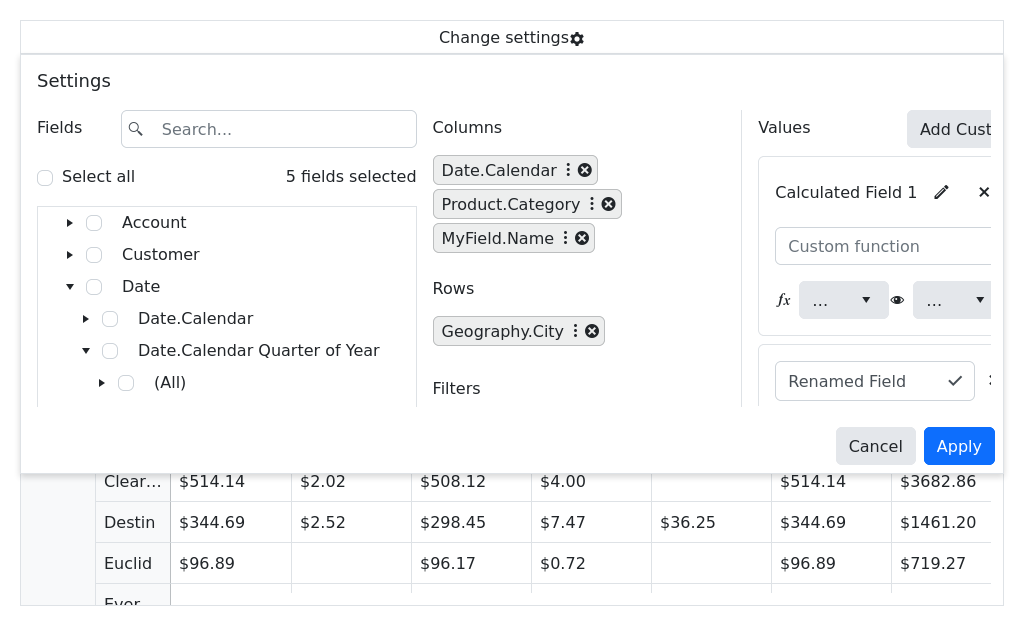 Change settings
Settings
Fields
Search...
Select all
5 fields selected
Account
Customer
Date
Date.Calendar
Date.Calendar Quarter of Year
(All)
Columns
Date.Calendar
Product.Category
MyField.Name
Rows
Geography.City
Filters
Values
Add Cust
Calculated Field 1
Custom function
fx
...
...
Renamed Field
Cancel
Apply
Clear... $514.14 $2.02 $508.12 $4.00 $514.14 $3682.86
Destin $344.69 $2.52 $298.45 $7.47 $36.25 $344.69 $1461.20
Euclid $96.89 $96.17 $0.72 $96.89 $719.27